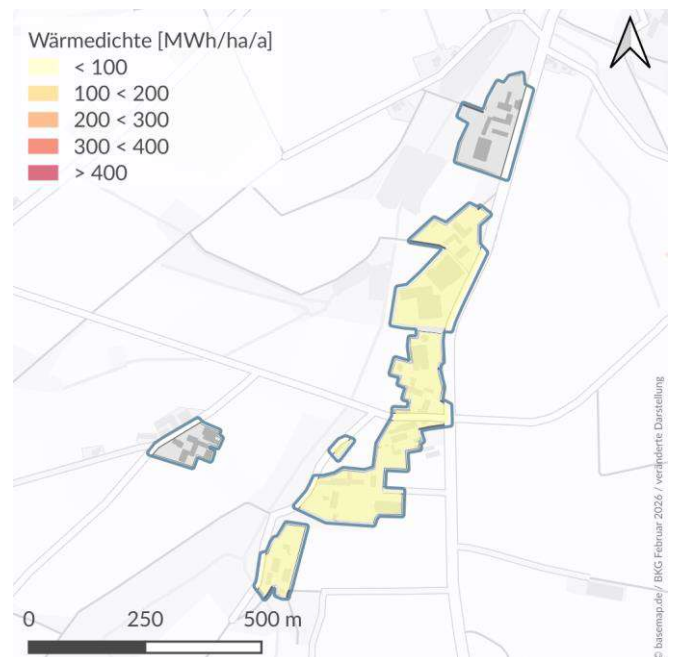 Wärmedichte [MWh/ha/a]
< 100
100 < 200
200 < 300
300 < 400
> 400
© basemap.de / BKG Februar 2026 / veränderte Darstellung
0 250 500 m